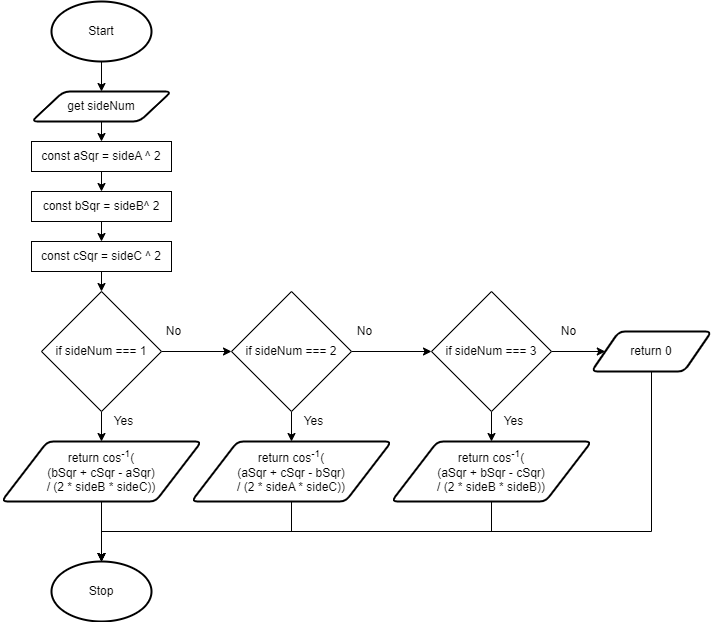 Start
get sideNum
const aSqr = sideA ^ 2
const bSqr = sideB^ 2
const cSqr = sideC ^ 2
if sideNum === 1
No
if sideNum === 2
No
if sideNum === 3
No
return 0
Yes
Yes
Yes
return cos⁻¹(
(bSqr + cSqr - aSqr)
/ (2 * sideB * sideC))
return cos⁻¹(
(aSqr + cSqr - bSqr)
/ (2 * sideA * sideC))
return cos⁻¹(
(aSqr + bSqr - cSqr)
/ (2 * sideB * sideB))
Stop